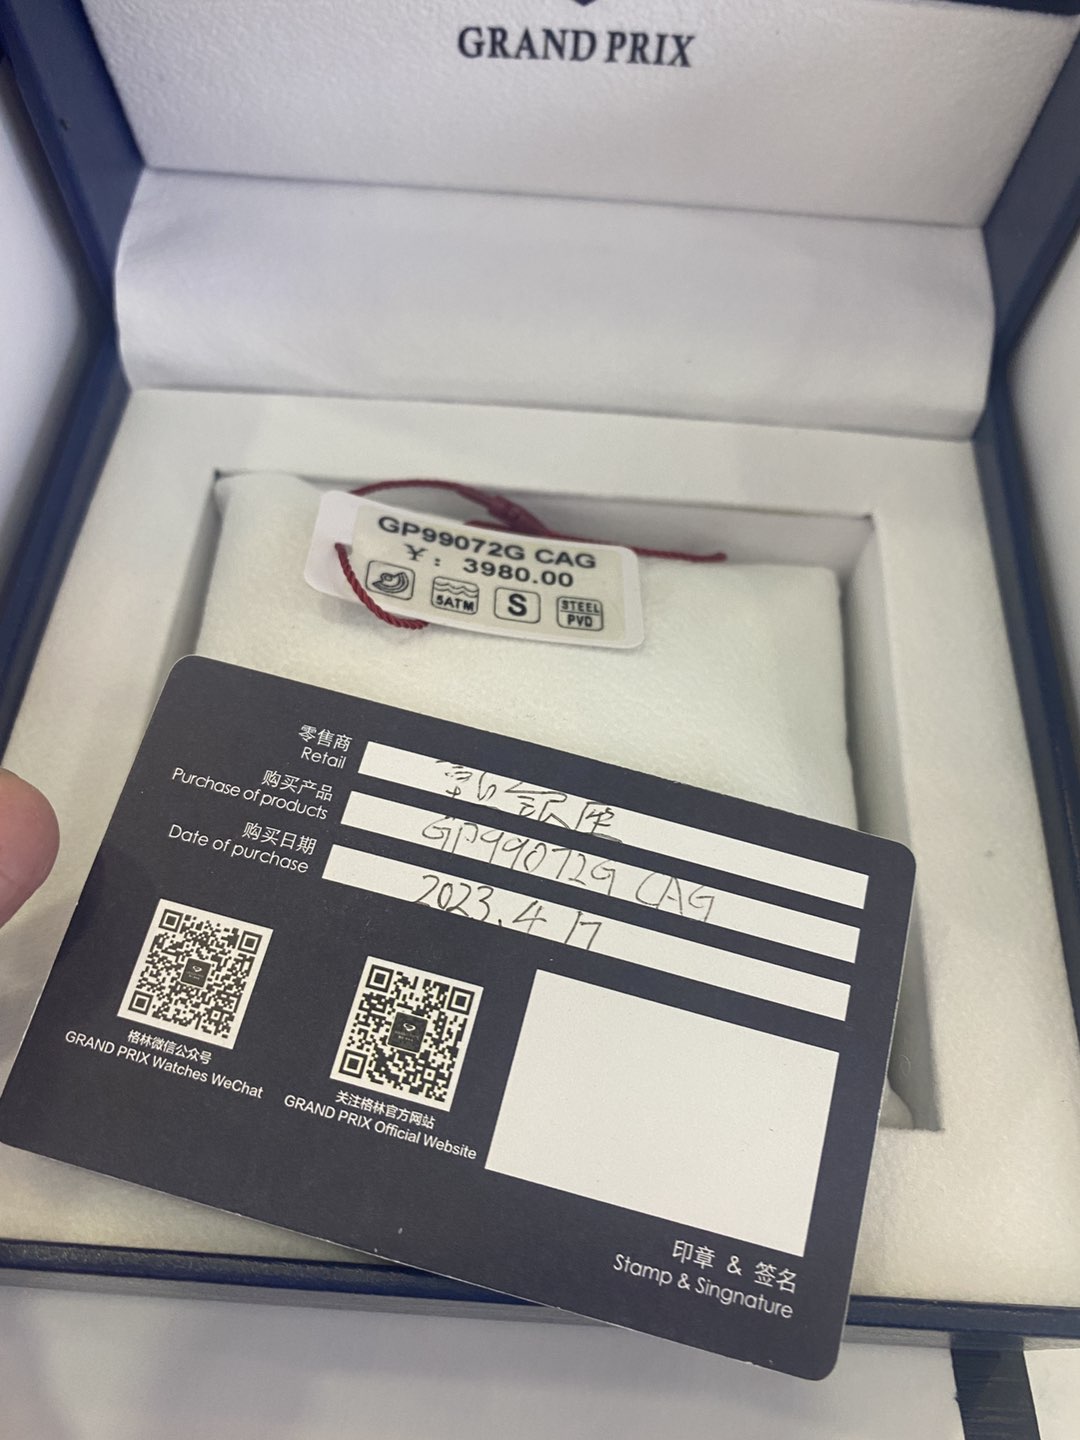 GRAND PRIX
GP99072G CAG
￥: 3980.00
5ATM
S
STEEL
PVD
零售商
Retail
银座
购买产品
Purchase of products
GP99072G CAG
购买日期
Date of purchase
2023.4 17
格林微信公众号
GRAND PRIX Watches WeChat
关注格林官方网站
GRAND PRIX Official Website
印章 & 签名
Stamp & Singnature